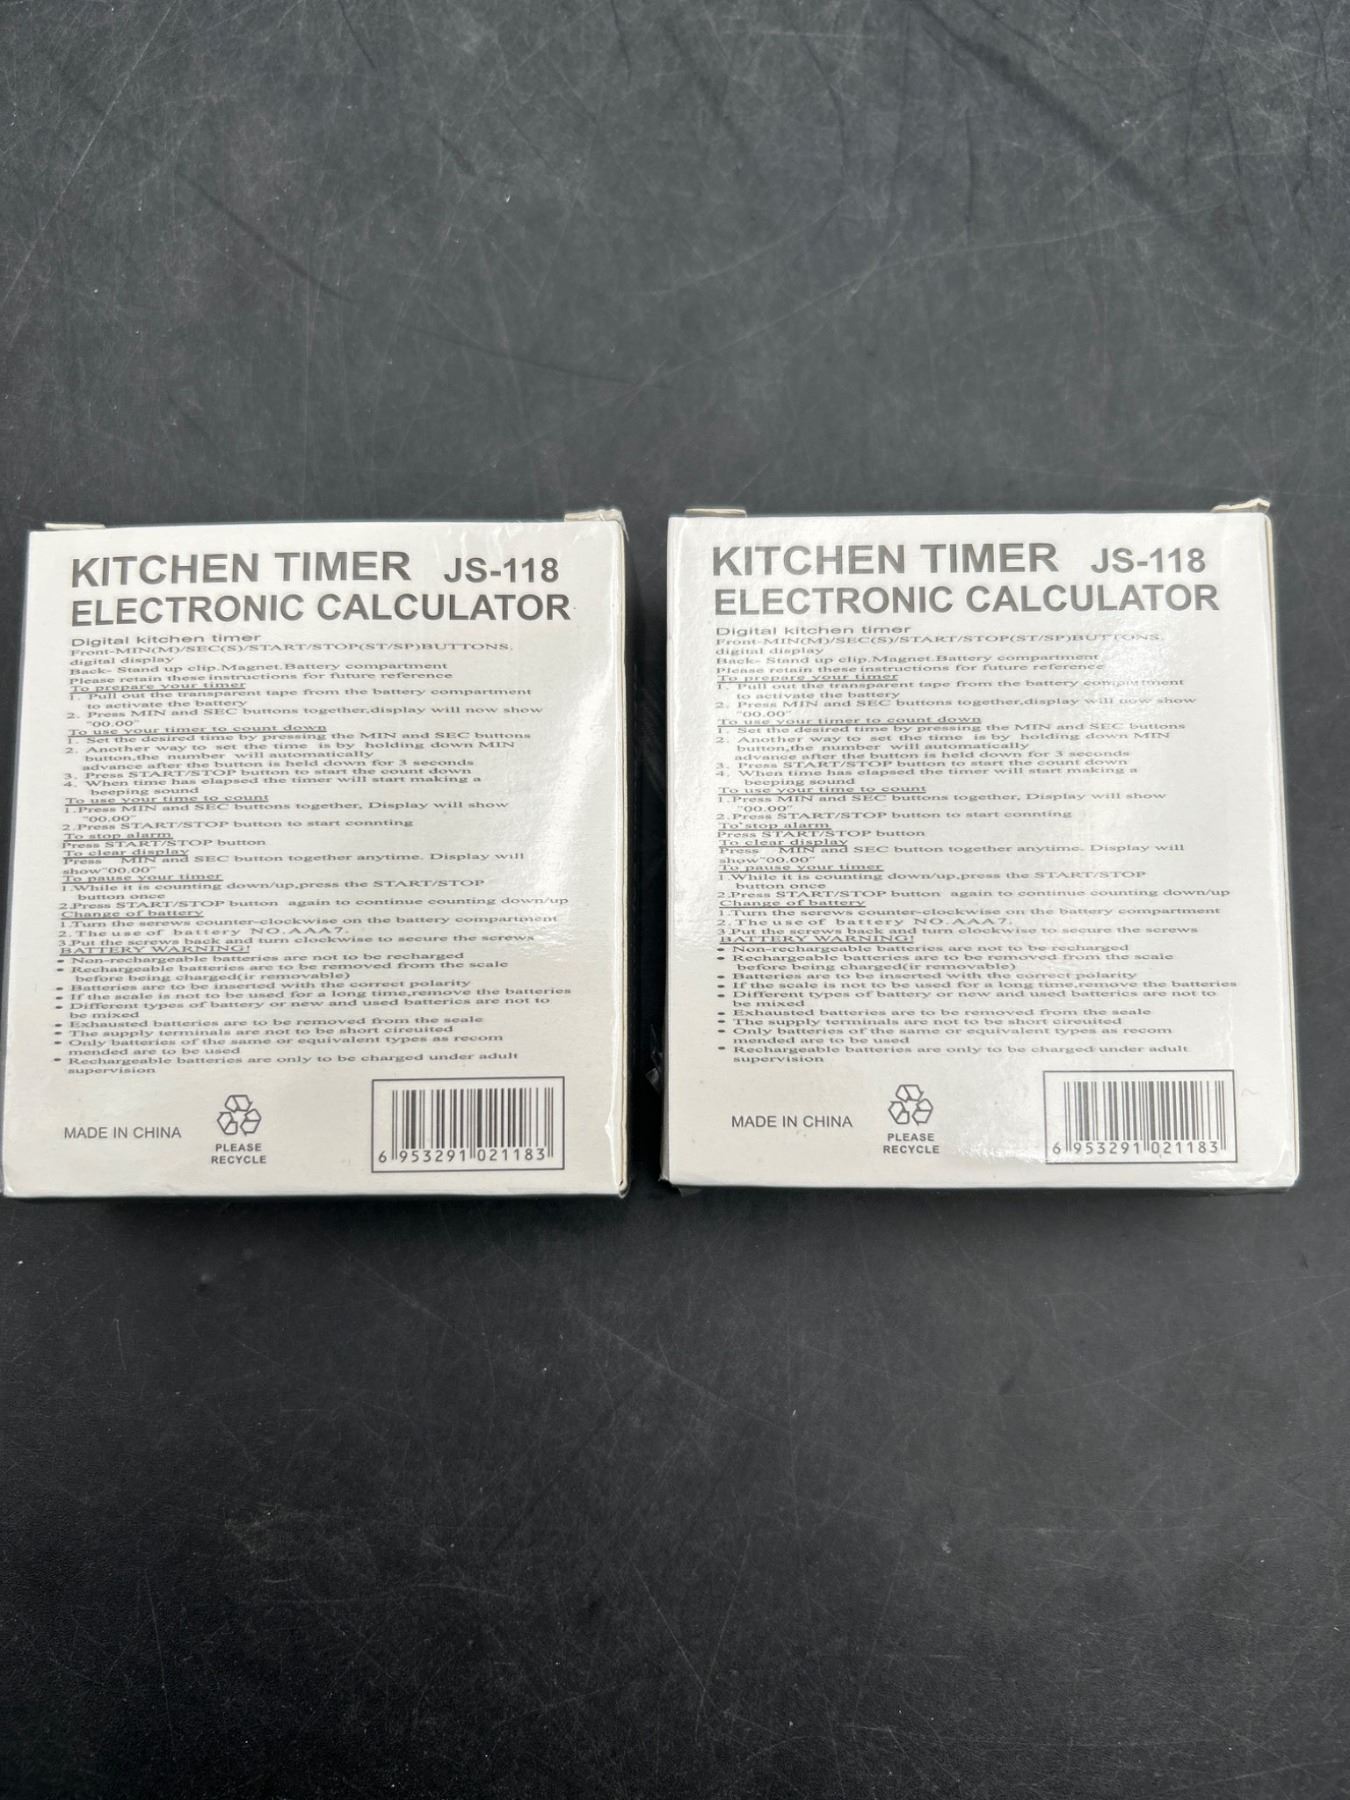 KITCHEN TIMER JS-118
ELECTRONIC CALCULATOR
Digital kitchen timer
Front-MIN(M)/SEC(S)/START/STOP(ST/SP)BUTTONS,
digital display
Back- Stand up clip.Magnet.Battery compartment
Please retain these instructions for future reference
To prepare your timer
1. Pull out the transparent tape from the battery compartment
to activate the battery
2. Press MIN and SEC buttons together,display will now show
"00.00"
To use your timer to count down
1. Set the desired time by pressing the MIN and SEC buttons
2. Another way to set the time is by holding down MIN
button,the number will automatically
advance after the button is held down for 3 seconds
3. Press START/STOP button to start the count down
4. When time has elapsed the timer will start making a
beeping sound
To use your time to count
1.Press MIN and SEC buttons together, Display will show
"00.00"
2.Press START/STOP button to start connting
To stop alarm
Press START/STOP button
To clear display
Press MIN and SEC button together anytime. Display will
show"00.00"
To pause your timer
1.While it is counting down/up,press the START/STOP
button once
2.Press START/STOP button again to continue counting down/up
Change of battery
1.Turn the serews counter-clockwise on the battery compartment
2.The use of battery NO.AAA7.
3.Put the screws back and turn clockwise to secure the screws
BATTERY WARNING!
• Non-rechargeable batteries are not to be recharged
• Rechargeable batteries are to be removed from the scale
before being charged(ir removable)
• Batteries are to be inserted with the correct polarity
• If the scale is not to be used for a long time,remove the batteries
• Different types of battery or new and used batterics are not to
be mixed
• Exhausted batteries are to be removed from the scale
• The supply terminals are not to be short cireuited
• Only batteries of the same or equivalent types as recom
mended are to be used
• Rechargeable batteries are only to be charged under adult
supervision
MADE IN CHINA
PLEASE
RECYCLE
6 953291 021183
KITCHEN TIMER JS-118
ELECTRONIC CALCULATOR
Digital kitchen timer
Front-MIN(M)/SEC(S)/START/STOP(ST/SP)BUTTONS,
digital display
Back- Stand up clip.Magnet.Battery compartment
Please retain these instructions for future reference
To prepare your timer
1. Pull out the transparent tape from the battery compartment
to activate the battery
2. Press MIN and SEC buttons together,display will now show
"00.00"
To use your timer to count down
1. Set the desired time by pressing the MIN and SEC buttons
2. Another way to set the time is by holding down MIN
button,the number will automatically
advance after the button is held down for 3 seconds
3. Press START/STOP button to start the count down
4. When time has elapsed the timer will start making a
beeping sound
To use your time to count
1.Press MIN and SEC buttons together, Display will show
"00.00"
2.Press START/STOP button to start connting
To stop alarm
Press START/STOP button
To clear display
Press MIN and SEC button together anytime. Display will
show"00.00"
To pause your timer
1.While it is counting down/up,press the START/STOP
button once
2.Press START/STOP button again to continue counting down/up
Change of battery
1.Turn the serews counter-clockwise on the battery compartment
2.The use of battery NO.AAA7.
3.Put the screws back and turn clockwise to secure the screws
BATTERY WARNING!
• Non-rechargeable batteries are not to be recharged
• Rechargeable batteries are to be removed from the scale
before being charged(ir removable)
• Batteries are to be inserted with the correct polarity
• If the scale is not to be used for a long time,remove the batteries
• Different types of battery or new and used batterics are not to
be mixed
• Exhausted batteries are to be removed from the scale
• The supply terminals are not to be short cireuited
• Only batteries of the same or equivalent types as recom
mended are to be used
• Rechargeable batteries are only to be charged under adult
supervision
MADE IN CHINA
PLEASE
RECYCLE
6 953291 021183